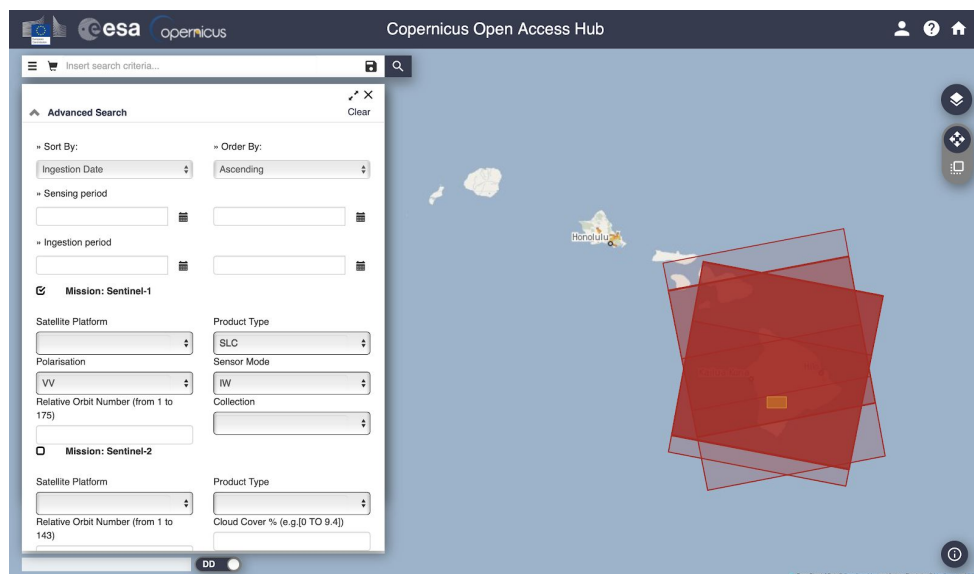 esa opernicus Copernicus Open Access Hub
Insert search criteria...
Advanced Search Clear
» Sort By: » Order By:
Ingestion Date Ascending
» Sensing period
» Ingestion period
Mission: Sentinel-1
Satellite Platform Product Type
SLC
Polarisation Sensor Mode
VV IW
Relative Orbit Number (from 1 to Collection
175)
Mission: Sentinel-2
Satellite Platform Product Type
Relative Orbit Number (from 1 to Cloud Cover % (e.g.[0 TO 9.4])
143)
DD
Honolulu